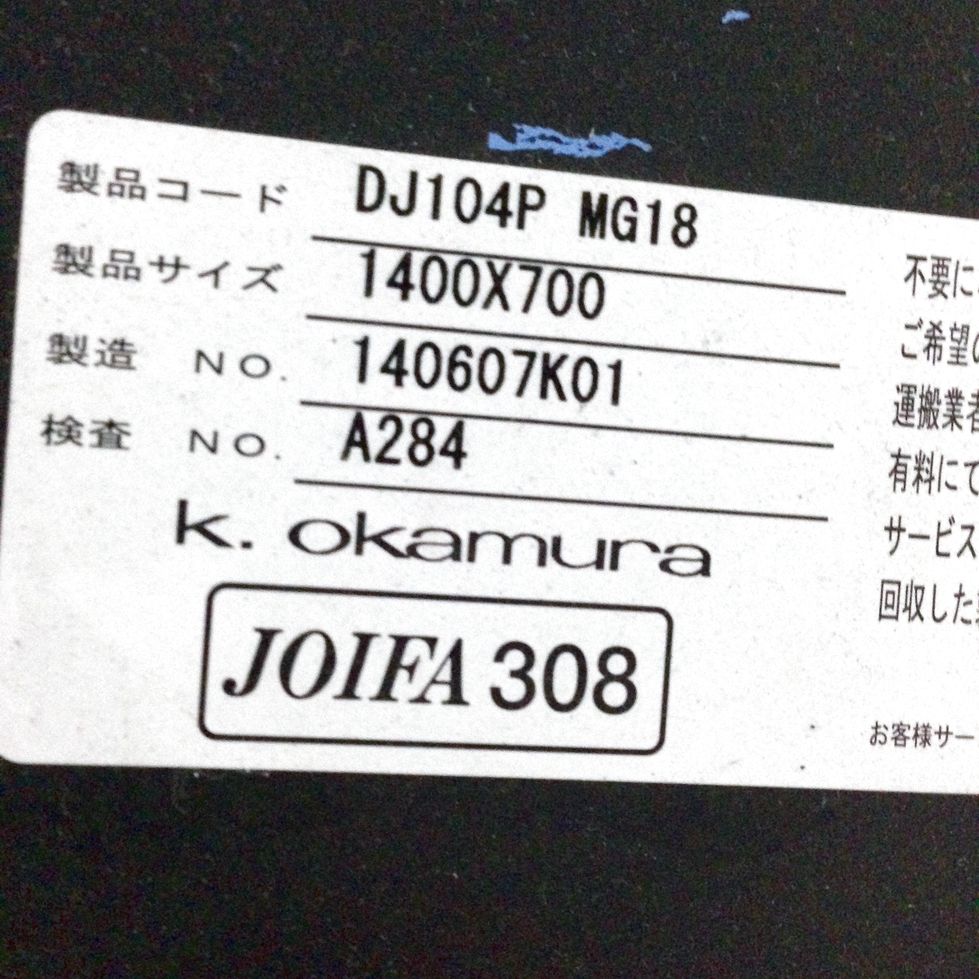 製品コード DJ104P MG18
製品サイズ 1400X700
製造 NO. 140607K01
検査 NO. A284
k. okamura
JOIFA 308
不要に
ご希望の
運搬業者
有料にて
サービス
回収した
お客様サー